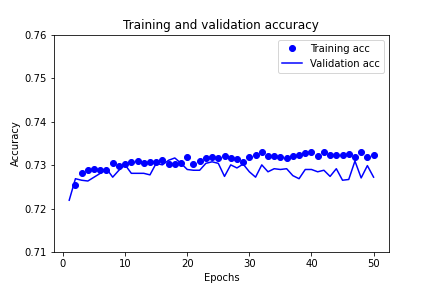 Training and validation accuracy
0.76
0.75
0.74
0.73
0.72
0.71
Accuracy
Training acc
Validation acc
0
10
20
30
40
50
Epochs